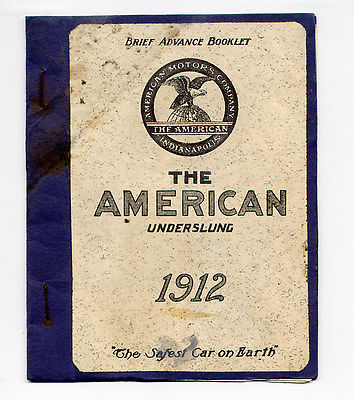 BRIEF ADVANCE BOOKLET
AMERICAN MOTORS COMPANY
THE AMERICAN
INDIANAPOLIS
THE
AMERICAN
UNDERSLUNG
1912
"The Safest Car on Earth"